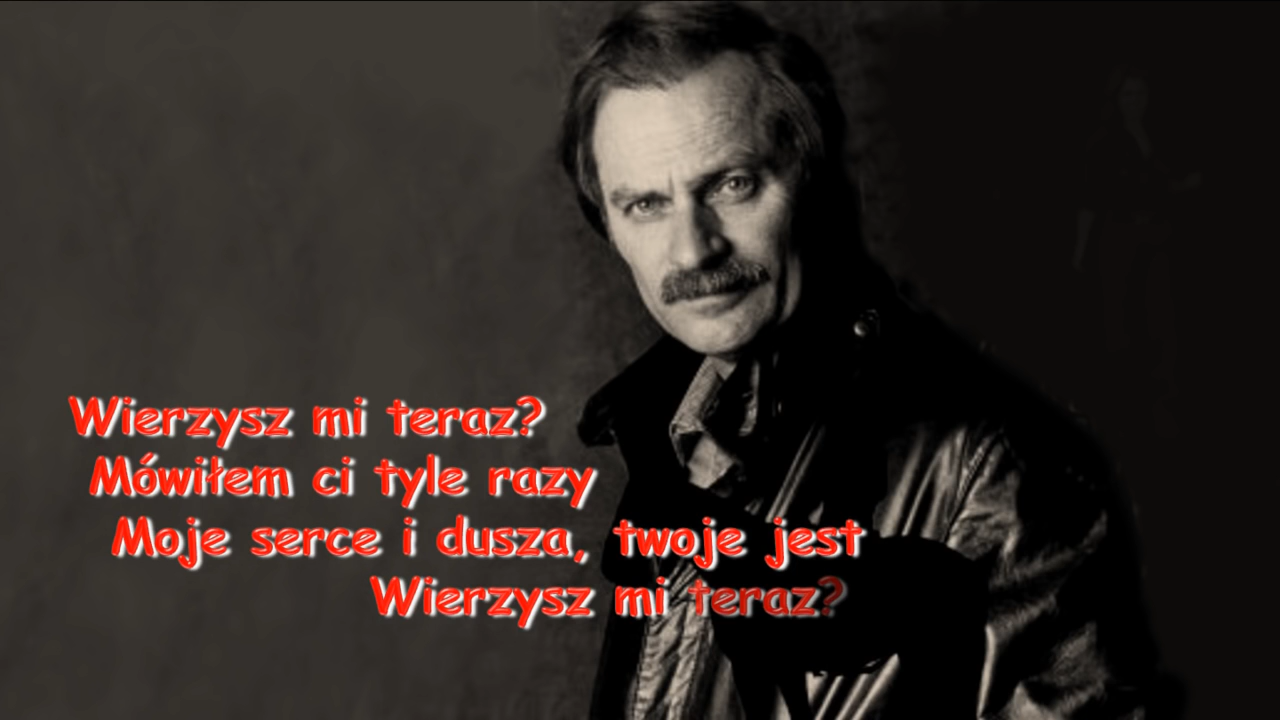 Wierzysz mi teraz?
Mówiłem ci tyle razy
Moje serce i dusza, twoje jest
Wierzysz mi teraz?